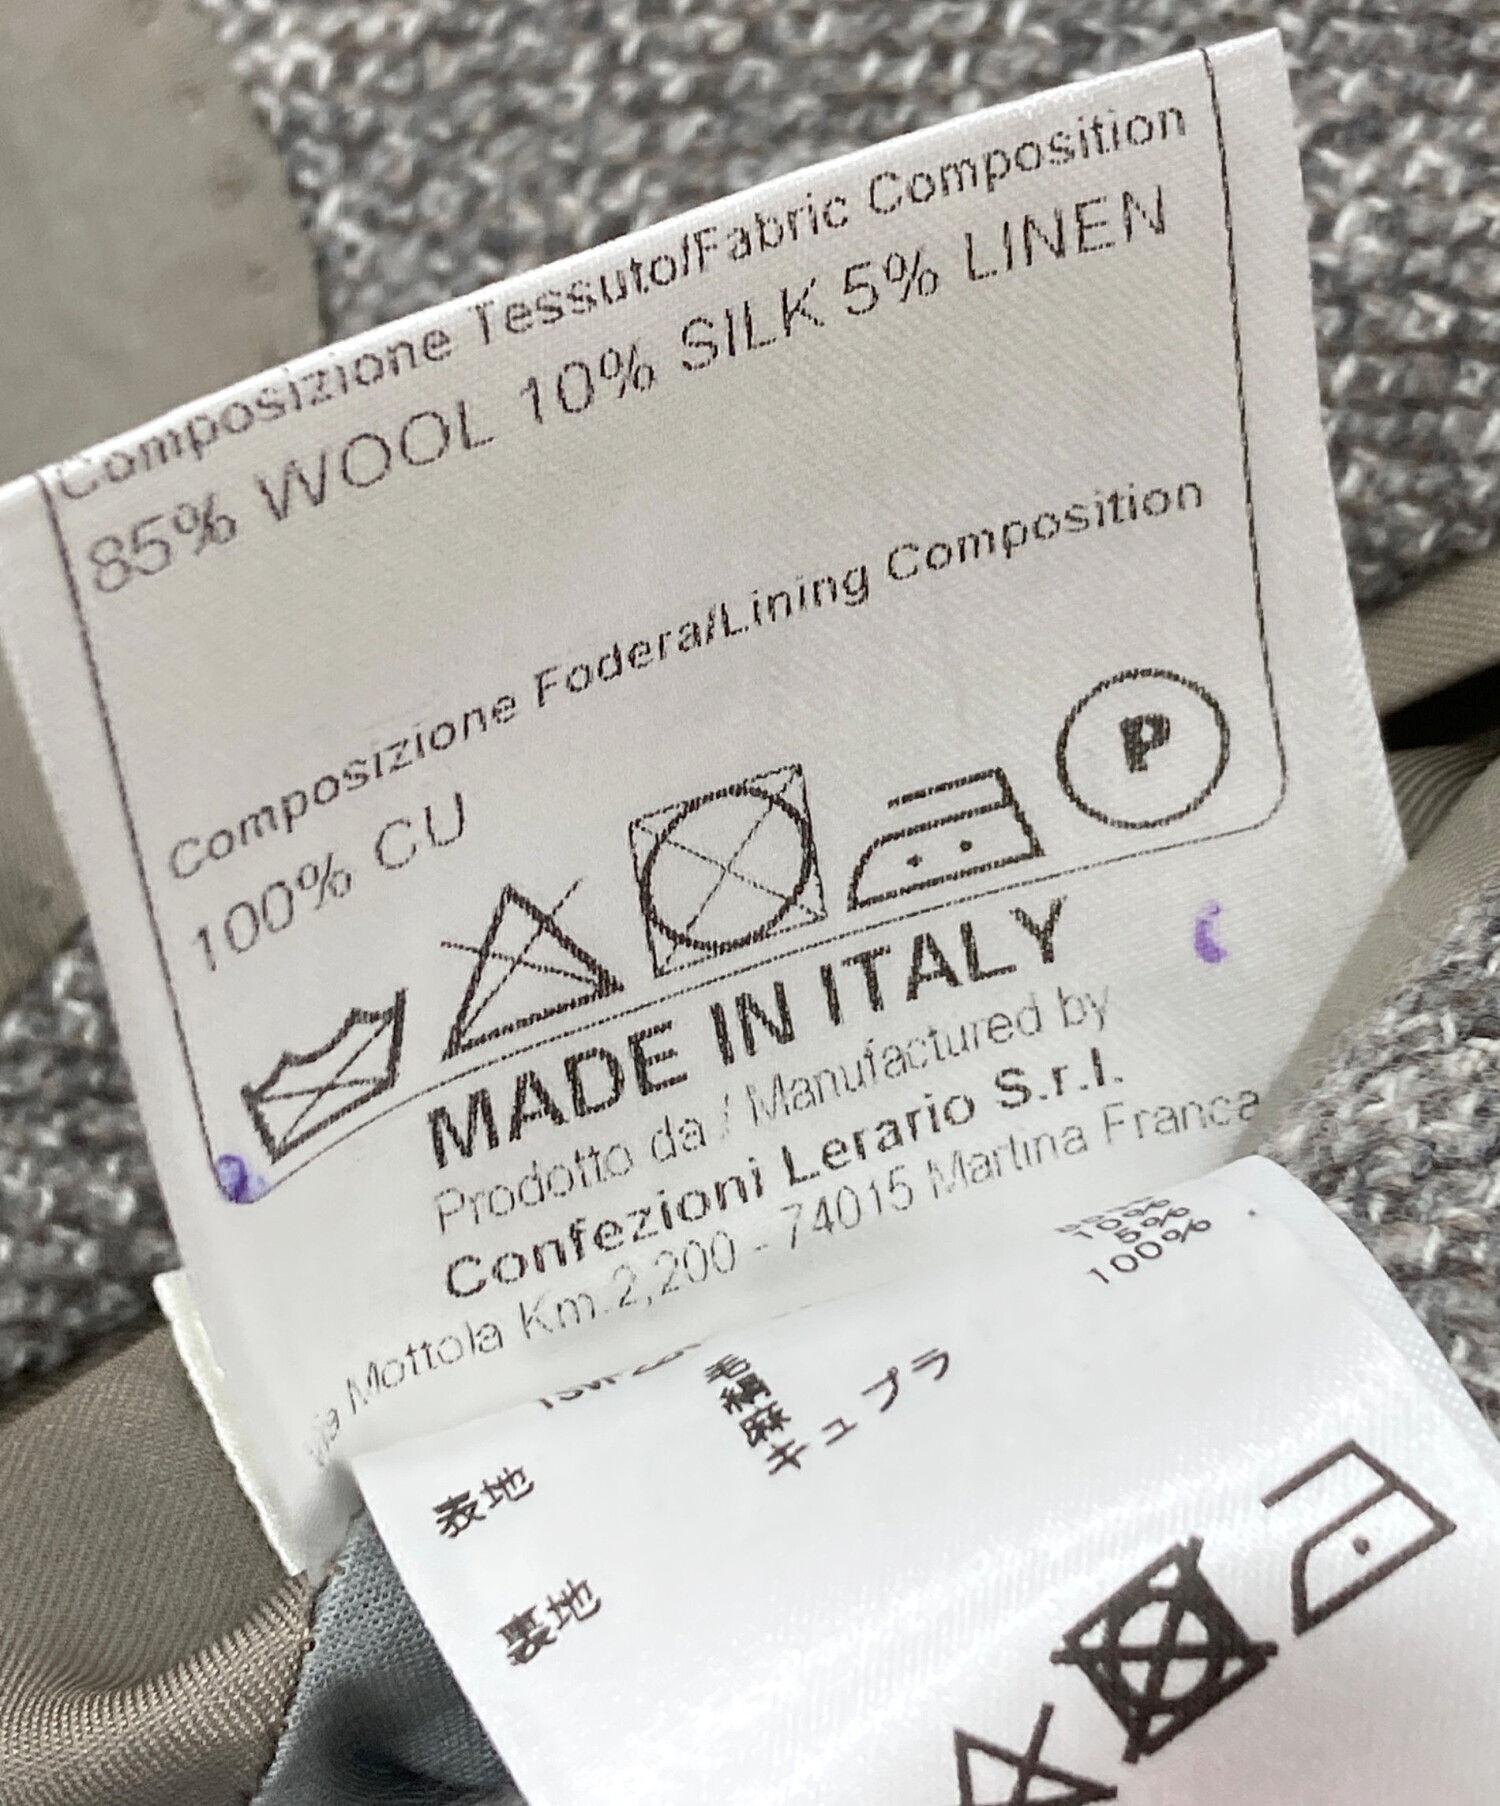 Composizione Tessuto/Fabric Composition
85% WOOL 10% SILK 5% LINEN
Composizione Fodera/Lining Composition
100% CU
P
MADE IN ITALY
Prodotto da / Manufactured by
Confezioni Lerario S.r.l.
Via Mottola Km.2,200 - 74015 Martina Franca
表地 毛
絹 10%
麻 5%
裏地 キュプラ 100%